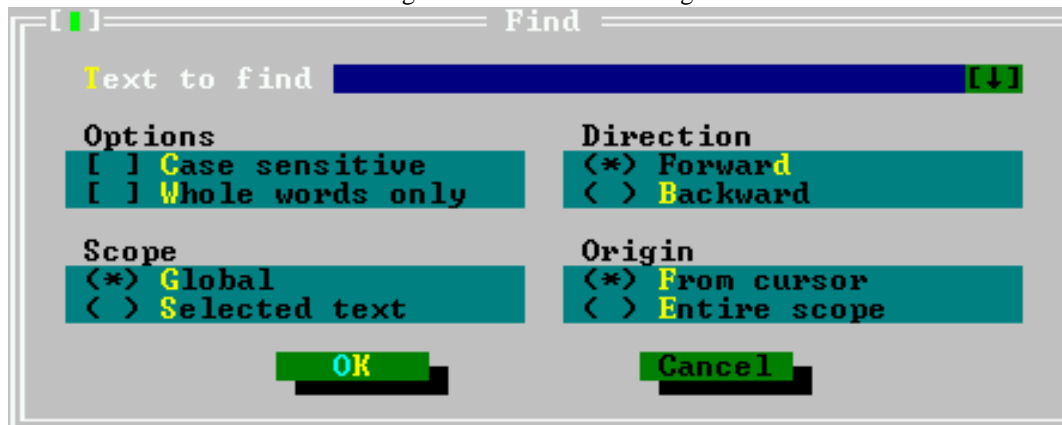 [ ] Find
Text to find [↓]
Options Direction
[ ] Case sensitive (*) Forward
[ ] Whole words only ( ) Backward
Scope Origin
(*) Global (*) From cursor
( ) Selected text ( ) Entire scope
OK Cancel